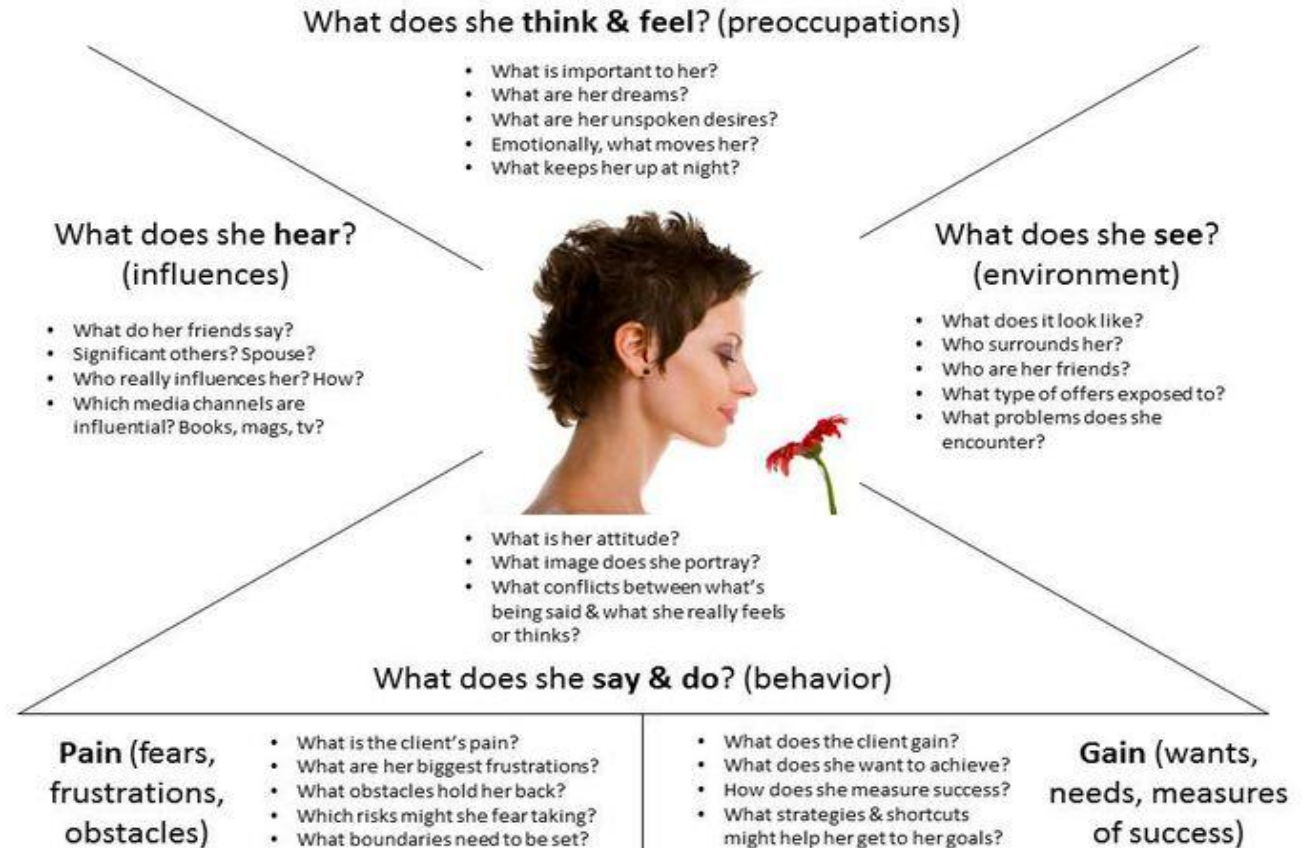 What does she think & feel? (preoccupations)
• What is important to her?
• What are her dreams?
• What are her unspoken desires?
• Emotionally, what moves her?
• What keeps her up at night?
What does she hear?
(influences)
• What do her friends say?
• Significant others? Spouse?
• Who really influences her? How?
• Which media channels are
influential? Books, mags, tv?
What does she see?
(environment)
• What does it look like?
• Who surrounds her?
• Who are her friends?
• What type of offers exposed to?
• What problems does she
encounter?
• What is her attitude?
• What image does she portray?
• What conflicts between what's
being said & what she really feels
or thinks?
What does she say & do? (behavior)
Pain (fears,
frustrations,
obstacles)
• What is the client's pain?
• What are her biggest frustrations?
• What obstacles hold her back?
• Which risks might she fear taking?
• What boundaries need to be set?
• What does the client gain?
• What does she want to achieve?
• How does she measure success?
• What strategies & shortcuts
might help her get to her goals?
Gain (wants,
needs, measures
of success)